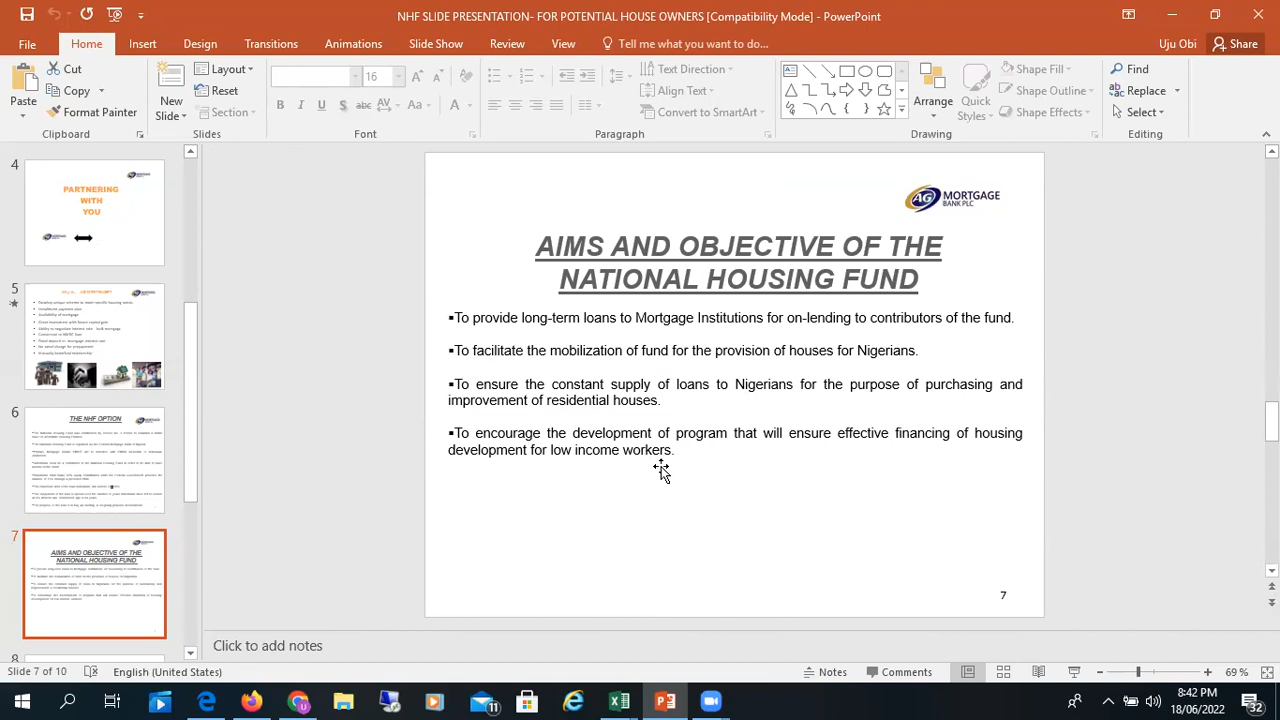 NHF SLIDE PRESENTATION- FOR POTENTIAL HOUSE OWNERS [Compatibility Mode] - PowerPoint
File Home Insert Design Transitions Animations Slide Show Review View Tell me what you want to do... Uju Obi Share
Paste
Cut
Copy
Format Painter
Clipboard
New Slide
Layout
Reset
Section
Slides
16
Font
Text Direction
Align Text
Convert to SmartArt
Paragraph
Arrange
Quick Styles
Shape Fill
Shape Outline
Shape Effects
Drawing
Find
Replace
Select
Editing
4
PARTNERING
WITH
YOU
5
6
THE NHF OPTION
7
AIMS AND OBJECTIVE OF THE
NATIONAL HOUSING FUND
8
AG MORTGAGE
BANK PLC
AIMS AND OBJECTIVE OF THE
NATIONAL HOUSING FUND
▪To provide long-term loans to Mortgage Institutions for on-lending to contributors of the fund.
▪To facilitate the mobilization of fund for the provision of houses for Nigerians.
▪To ensure the constant supply of loans to Nigerians for the purpose of purchasing and
improvement of residential houses.
▪To encourage the development of program that will ensure effective financing of housing
development for low income workers.
7
Click to add notes
Slide 7 of 10 English (United States) Notes Comments 69 %
11
8:42 PM
18/06/2022
32